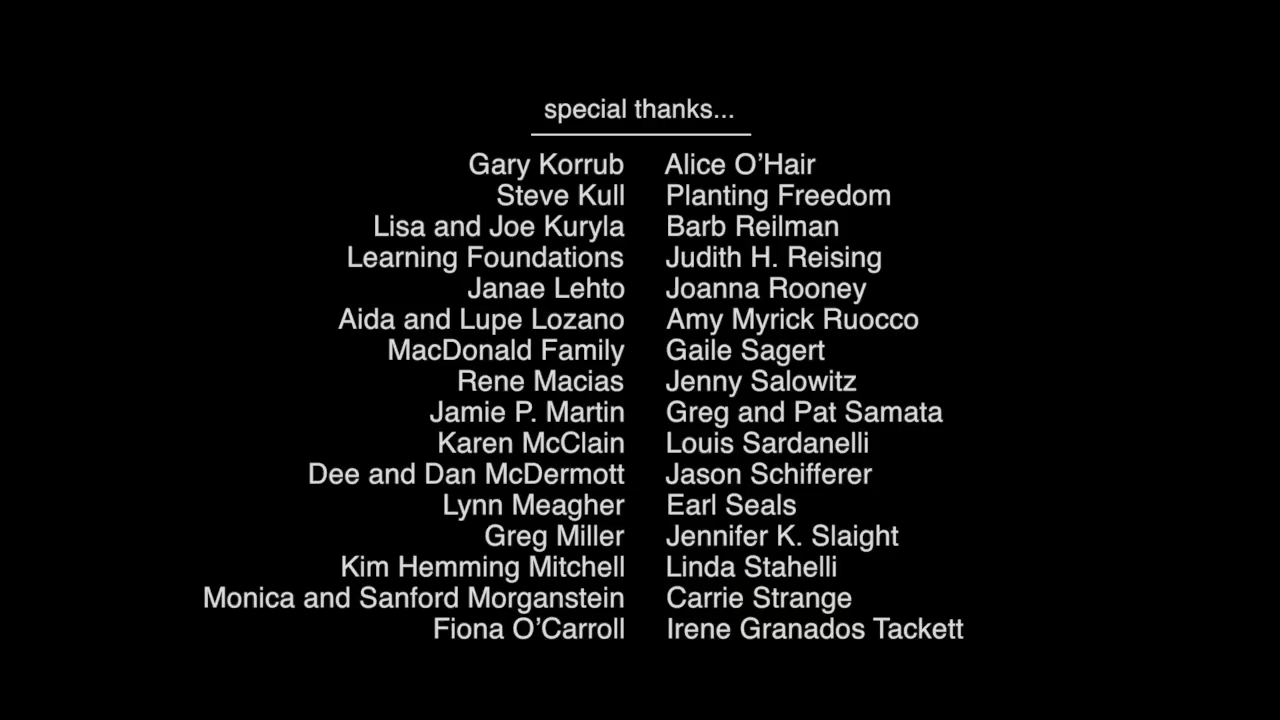 special thanks...
Gary Korrub Alice O’Hair
Steve Kull Planting Freedom
Lisa and Joe Kuryla Barb Reilman
Learning Foundations Judith H. Reising
Janae Lehto Joanna Rooney
Aida and Lupe Lozano Amy Myrick Ruocco
MacDonald Family Gaile Sagert
Rene Macias Jenny Salowitz
Jamie P. Martin Greg and Pat Samata
Karen McClain Louis Sardanelli
Dee and Dan McDermott Jason Schifferer
Lynn Meagher Earl Seals
Greg Miller Jennifer K. Slaight
Kim Hemming Mitchell Linda Stahelli
Monica and Sanford Morganstein Carrie Strange
Fiona O’Carroll Irene Granados Tackett